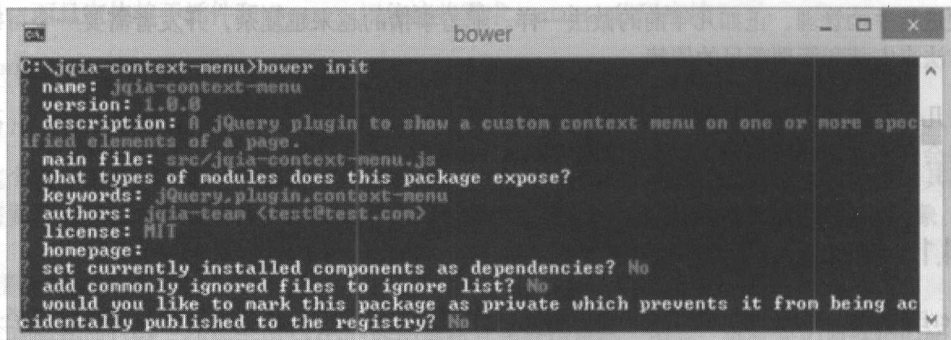 bower
C:\jqia-context-menu>bower init
? name: jqia-context-menu
? version: 1.0.0
? description: A jQuery plugin to show a custom context menu on one or more spec
ified elements of a page.
? main file: src/jqia-context-menu.js
? what types of modules does this package expose?
? keywords: jQuery,plugin,context-menu
? authors: jqia-team <test@test.com>
? license: MIT
? homepage:
? set currently installed components as dependencies? No
? add commonly ignored files to ignore list? No
? would you like to mark this package as private which prevents it from being ac
cidentally published to the registry? No